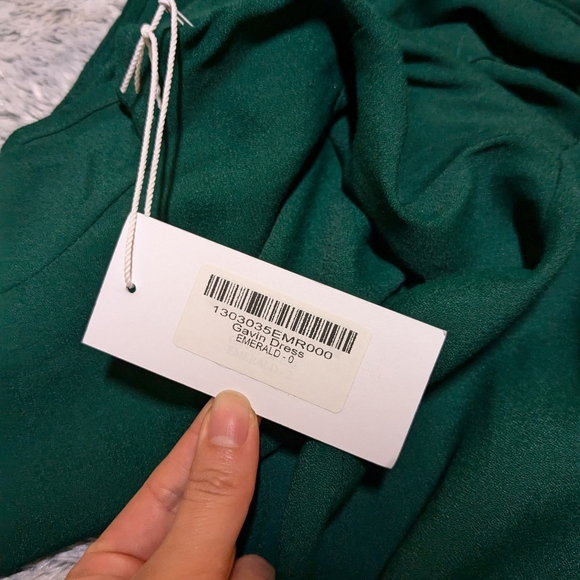 1303035EMR000
Gavin Dress
EMERALD - 0